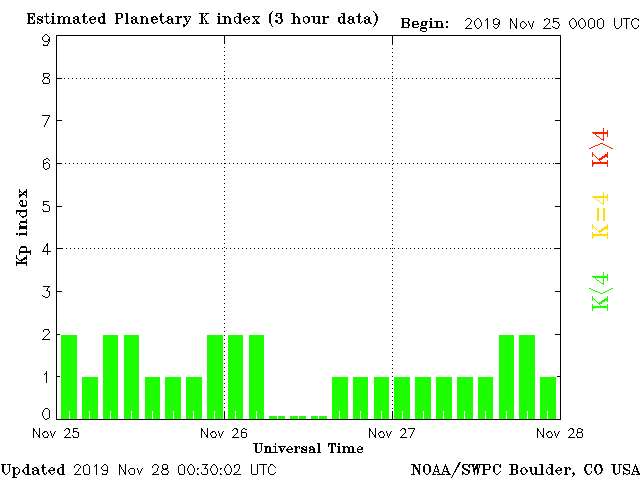 Estimated Planetary K index (3 hour data) Begin: 2019 Nov 25 0000 UTC
9
8
7
6
5
4
3
2
1
0
Kp index
K>4
K=4
K<4
Nov 25 Nov 26 Nov 27 Nov 28
Universal Time
Updated 2019 Nov 28 00:30:02 UTC NOAA/SWPC Boulder, CO USA